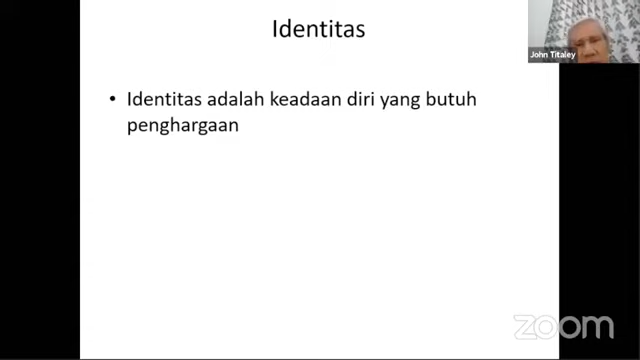 Identitas
John Titaley
• Identitas adalah keadaan diri yang butuh
penghargaan
zoom